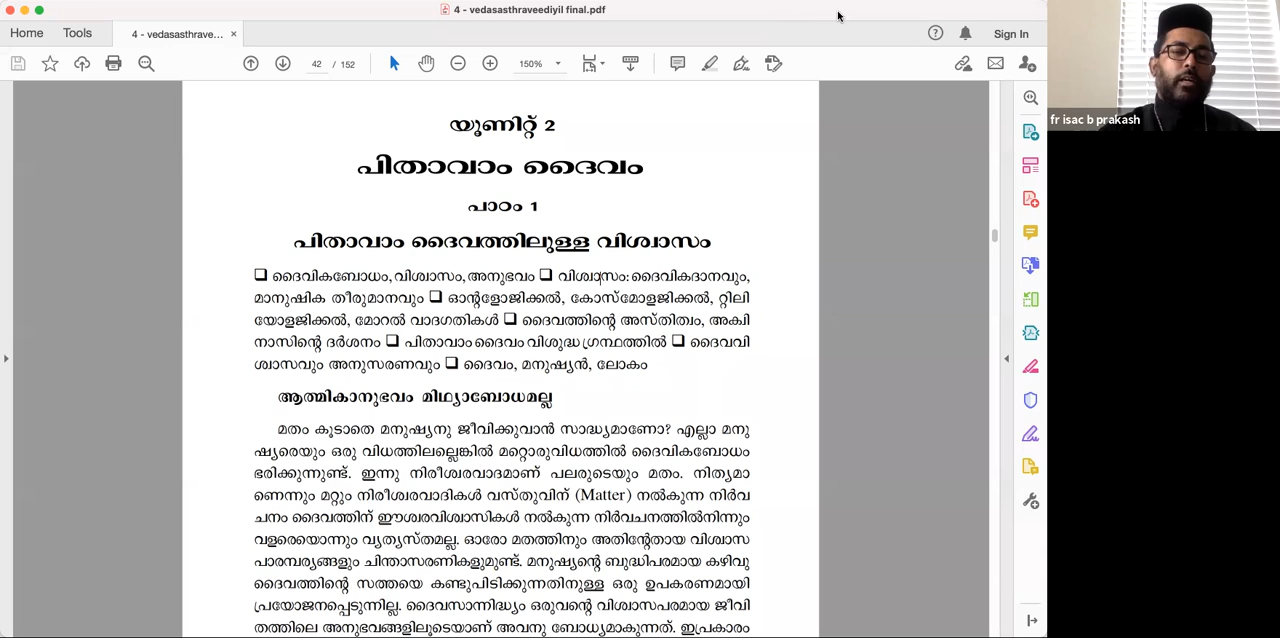 4 - vedasasthraveediyil final.pdf
Home Tools 4 - vedasasthrave... × Sign In
42 / 152 150%
fr isac b prakash
യൂണിറ്റ് 2
പിതാവാം ദൈവം
പാഠം 1
പിതാവാം ദൈവത്തിലുള്ള വിശ്വാസം
❑ ദൈവികബോധം, വിശ്വാസം, അനുഭവം ❑ വിശ്വാസം: ദൈവികദാനവും,
മാനുഷിക തീരുമാനവും ❑ ഓന്റളോജിക്കൽ, കോസ്മോളജിക്കൽ, റ്റിലി
യോളജിക്കൽ, മോറൽ വാദഗതികൾ ❑ ദൈവത്തിന്റെ അസ്തിത്വം, അക്വി
നാസിന്റെ ദർശനം ❑ പിതാവാം ദൈവം വിശുദ്ധഗ്രന്ഥത്തിൽ ❑ ദൈവവി
ശ്വാസവും അനുസരണവും ❑ ദൈവം, മനുഷ്യൻ, ലോകം
ആത്മികാനുഭവം മിഥ്യാബോധമല്ല
മതം കൂടാതെ മനുഷ്യനു ജീവിക്കുവാൻ സാദ്ധ്യമാണോ? എല്ലാ മനു
ഷ്യരെയും ഒരു വിധത്തിലല്ലെങ്കിൽ മറ്റൊരുവിധത്തിൽ ദൈവികബോധം
ഭരിക്കുന്നുണ്ട്. ഇന്നു നിരീശ്വരവാദമാണ് പലരുടെയും മതം. നിത്യമാ
ണെന്നും മറ്റും നിരീശ്വരവാദികൾ വസ്തുവിന് (Matter) നൽകുന്ന നിർവ
ചനം ദൈവത്തിന് ഈശ്വരവിശ്വാസികൾ നൽകുന്ന നിർവചനത്തിൽനിന്നും
വളരെയൊന്നും വ്യത്യസ്തമല്ല. ഓരോ മതത്തിനും അതിന്റേതായ വിശ്വാസ
പാരമ്പര്യങ്ങളും ചിന്താസരണികളുമുണ്ട്. മനുഷ്യന്റെ ബുദ്ധിപരമായ കഴിവു
ദൈവത്തിന്റെ സത്തയെ കണ്ടുപിടിക്കുന്നതിനുള്ള ഒരു ഉപകരണമായി
പ്രയോജനപ്പെടുന്നില്ല. ദൈവസാന്നിദ്ധ്യം ഒരുവന്റെ വിശ്വാസപരമായ ജീവി
തത്തിലെ അനുഭവങ്ങളിലൂടെയാണ് അവനു ബോധ്യമാകുന്നത്. ഇപ്രകാരം